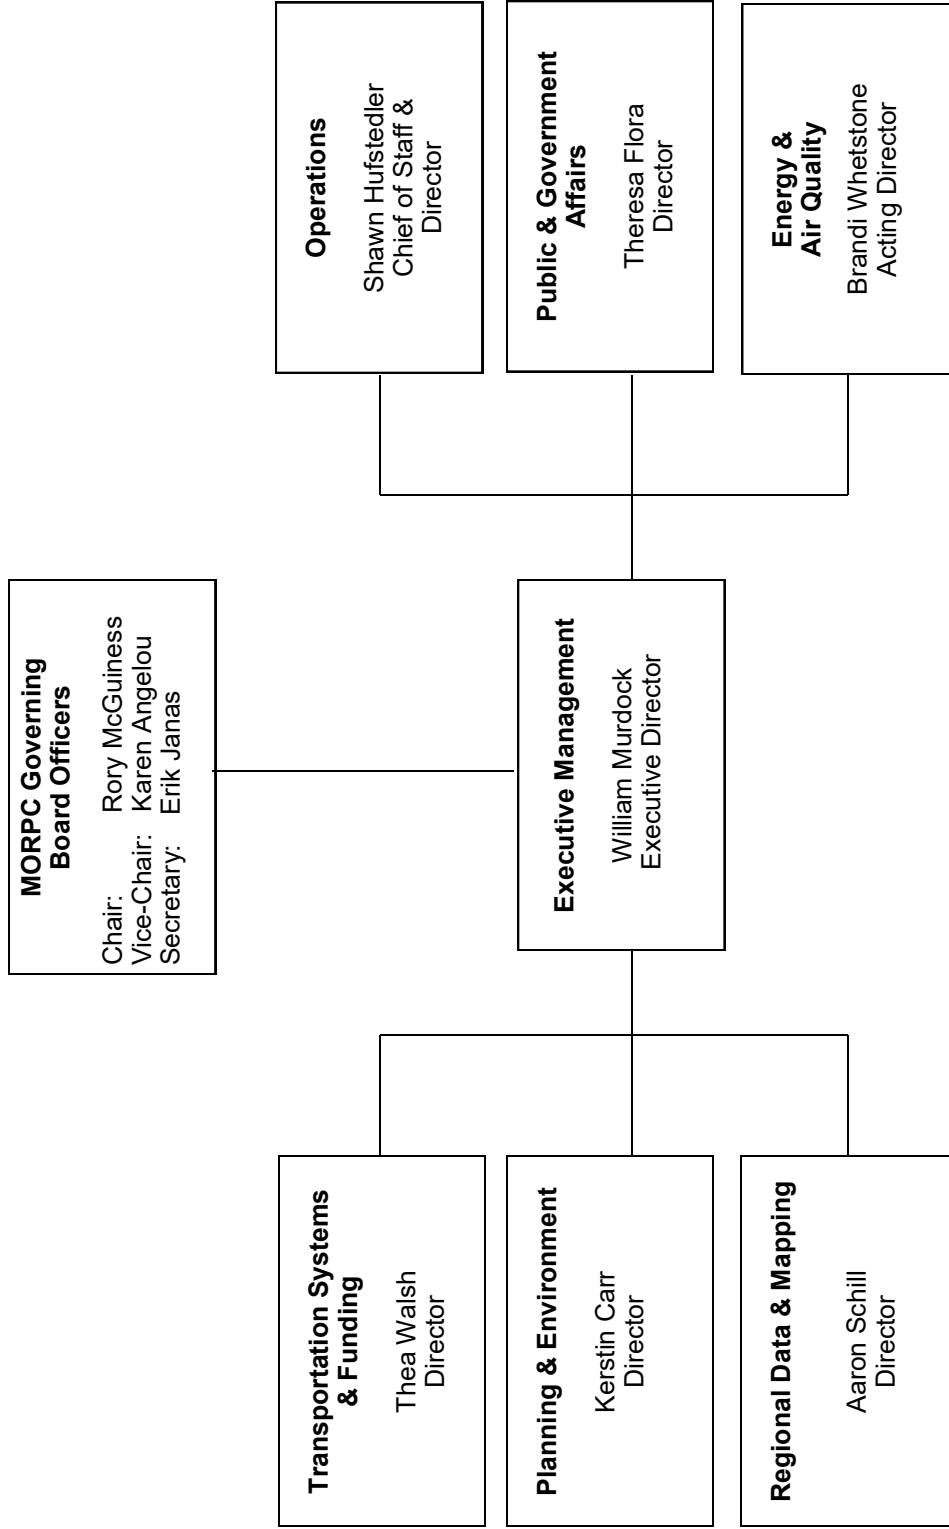 MORPC Governing
Board Officers
Chair: Rory McGuiness
Vice-Chair: Karen Angelou
Secretary: Erik Janas
Transportation Systems
& Funding
Thea Walsh
Director
Planning & Environment
Kerstin Carr
Director
Regional Data & Mapping
Aaron Schill
Director
Executive Management
William Murdock
Executive Director
Operations
Shawn Hufstedler
Chief of Staff &
Director
Public & Government
Affairs
Theresa Flora
Director
Energy &
Air Quality
Brandi Whetstone
Acting Director